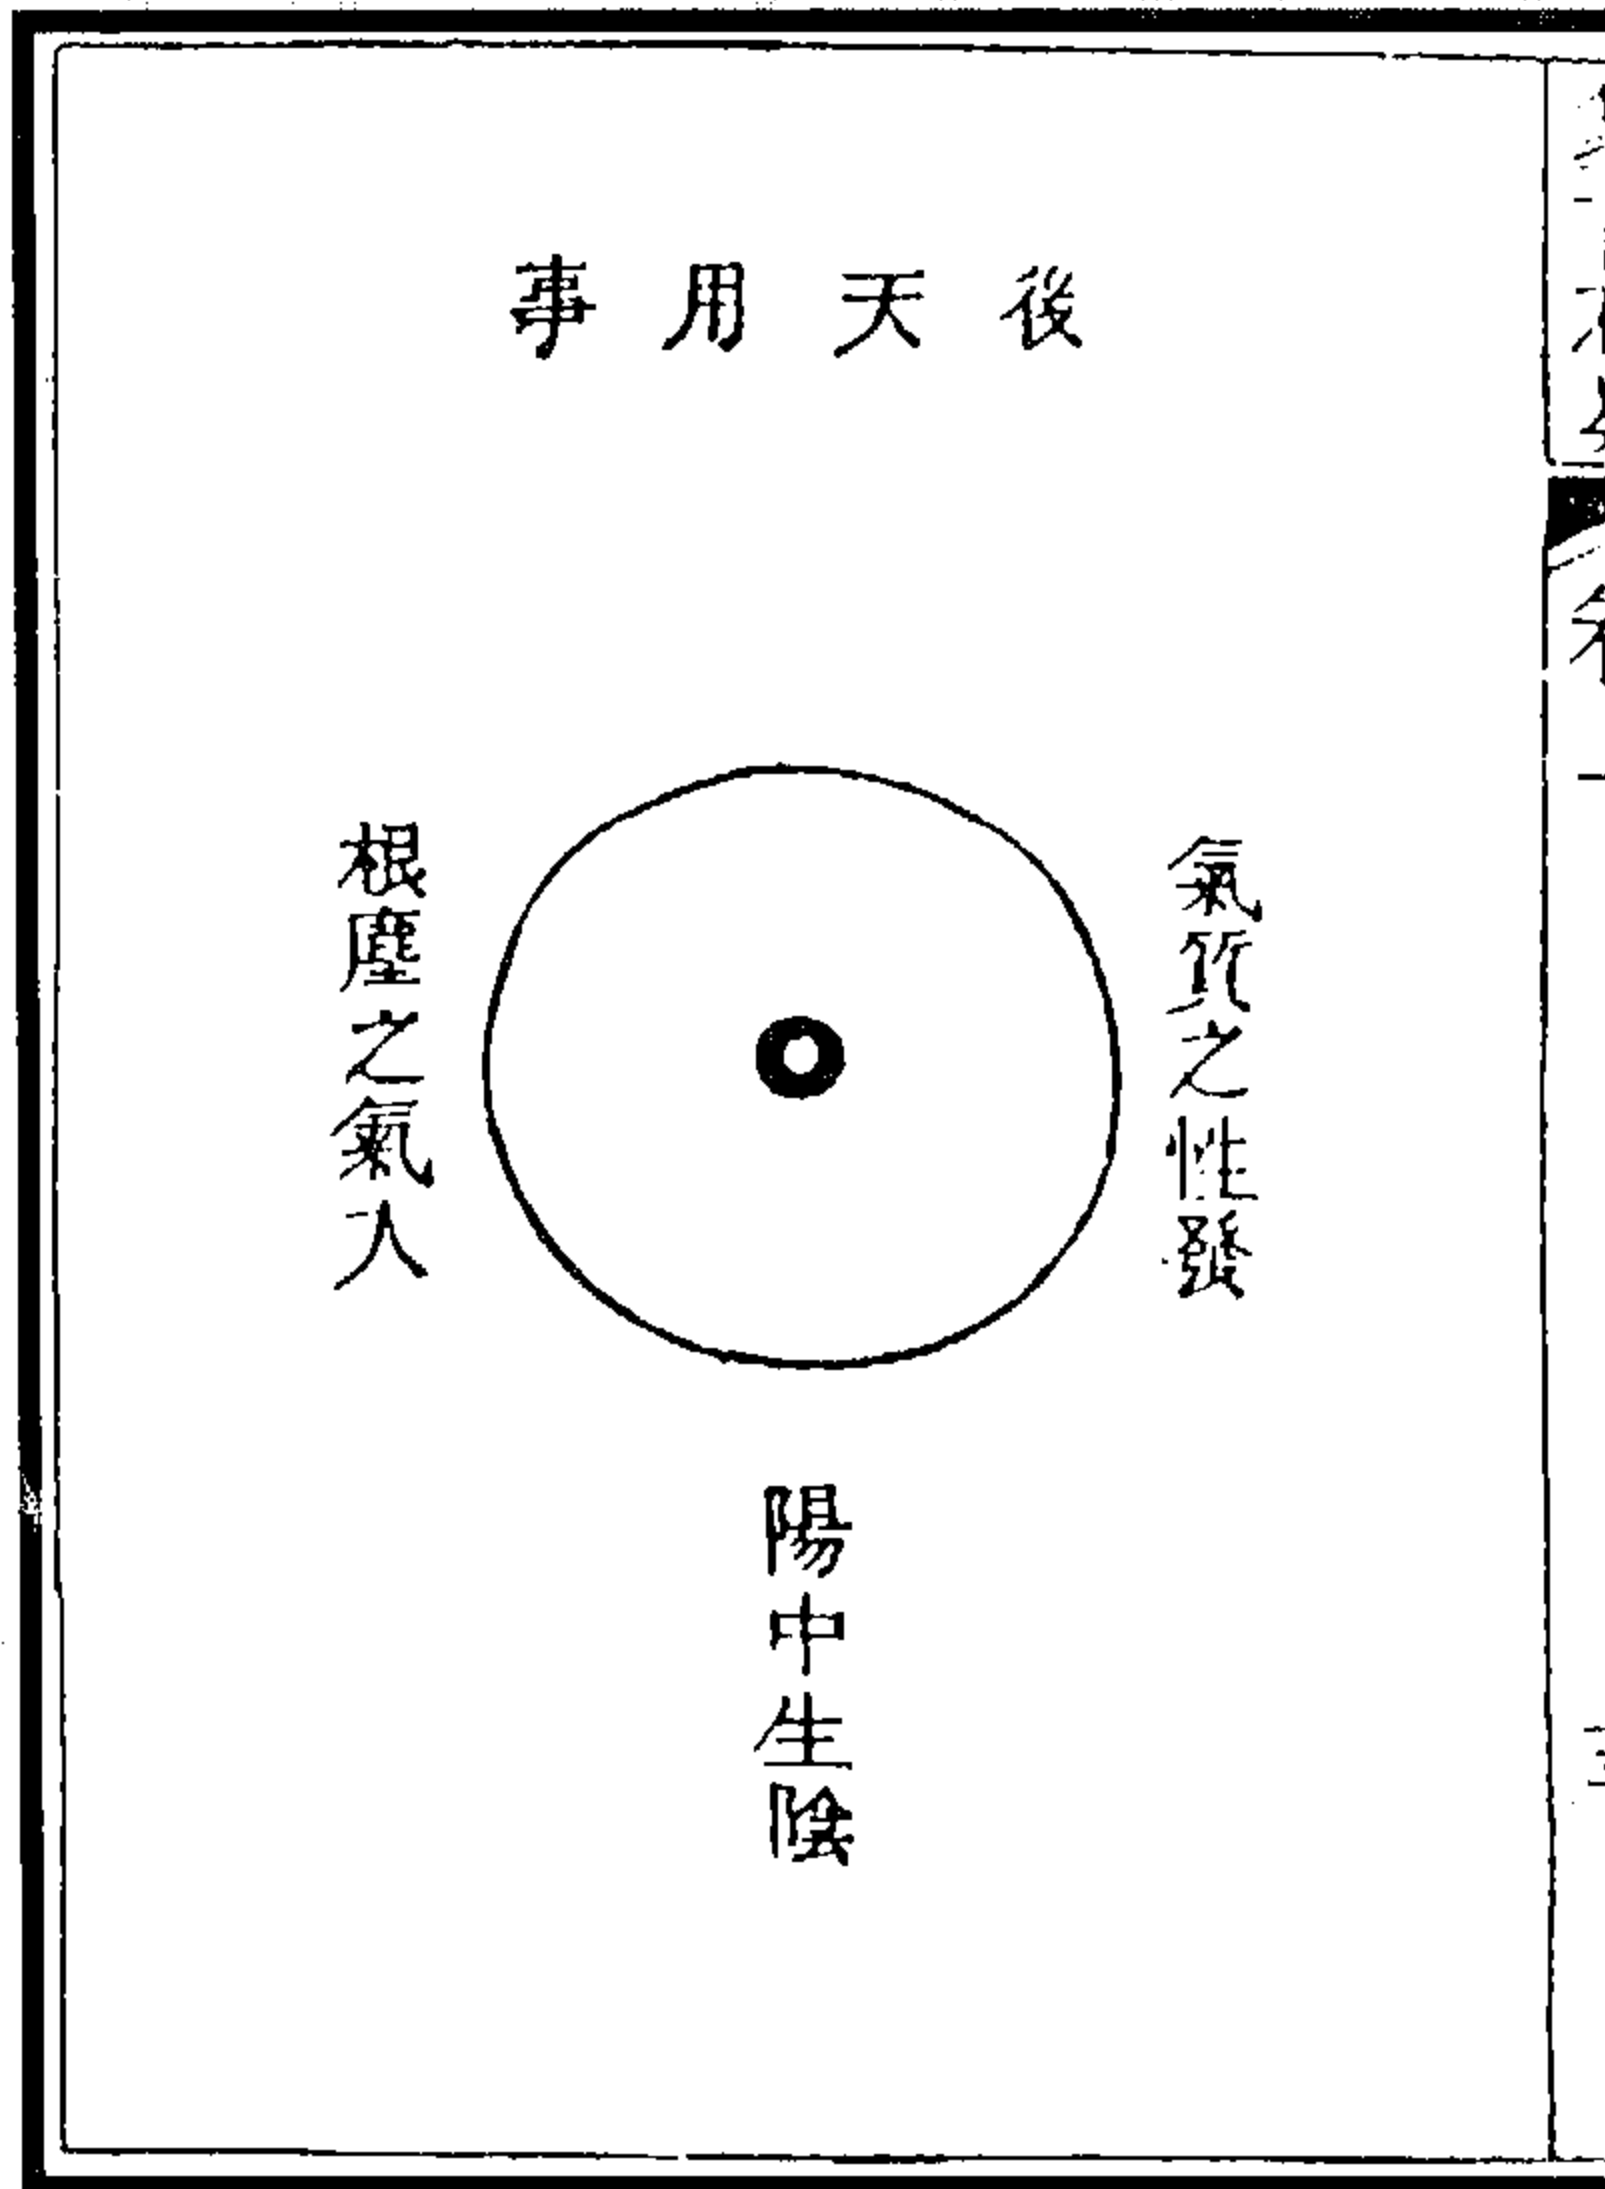 後天用事
氣質之性發
根塵之氣入
陽中生陰